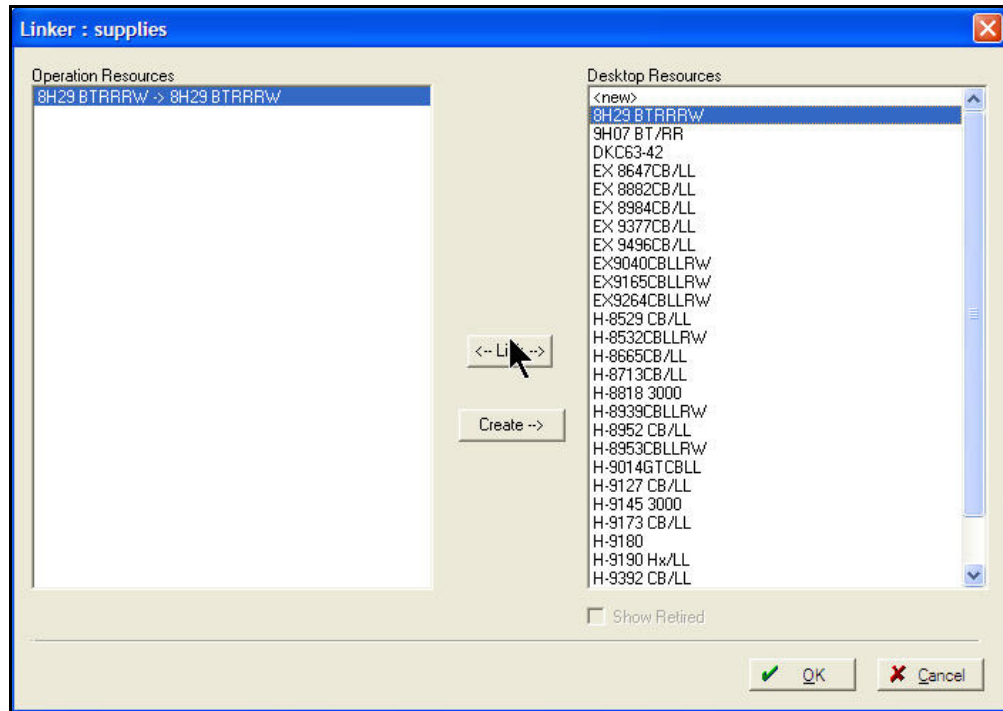 Linker : supplies
Operation Resources
8H29 BTRRRW -> 8H29 BTRRRW
Desktop Resources
<new>
8H29 BTRRRW
9H07 BT/RR
DKC63-42
EX 8647CB/LL
EX 8882CB/LL
EX 8984CB/LL
EX 9377CB/LL
EX 9496CB/LL
EX9040CBLLRW
EX9165CBLLRW
EX9264CBLLRW
H-8529 CB/LL
H-8532CBLLRW
H-8665CB/LL
H-8713CB/LL
H-8818 3000
H-8939CBLLRW
H-8952 CB/LL
H-8953CBLLRW
H-9014GTCBLL
H-9127 CB/LL
H-9145 3000
H-9173 CB/LL
H-9180
H-9190 Hx/LL
H-9392 CB/LL
<-- -->
Create -->
Show Retired
OK
Cancel